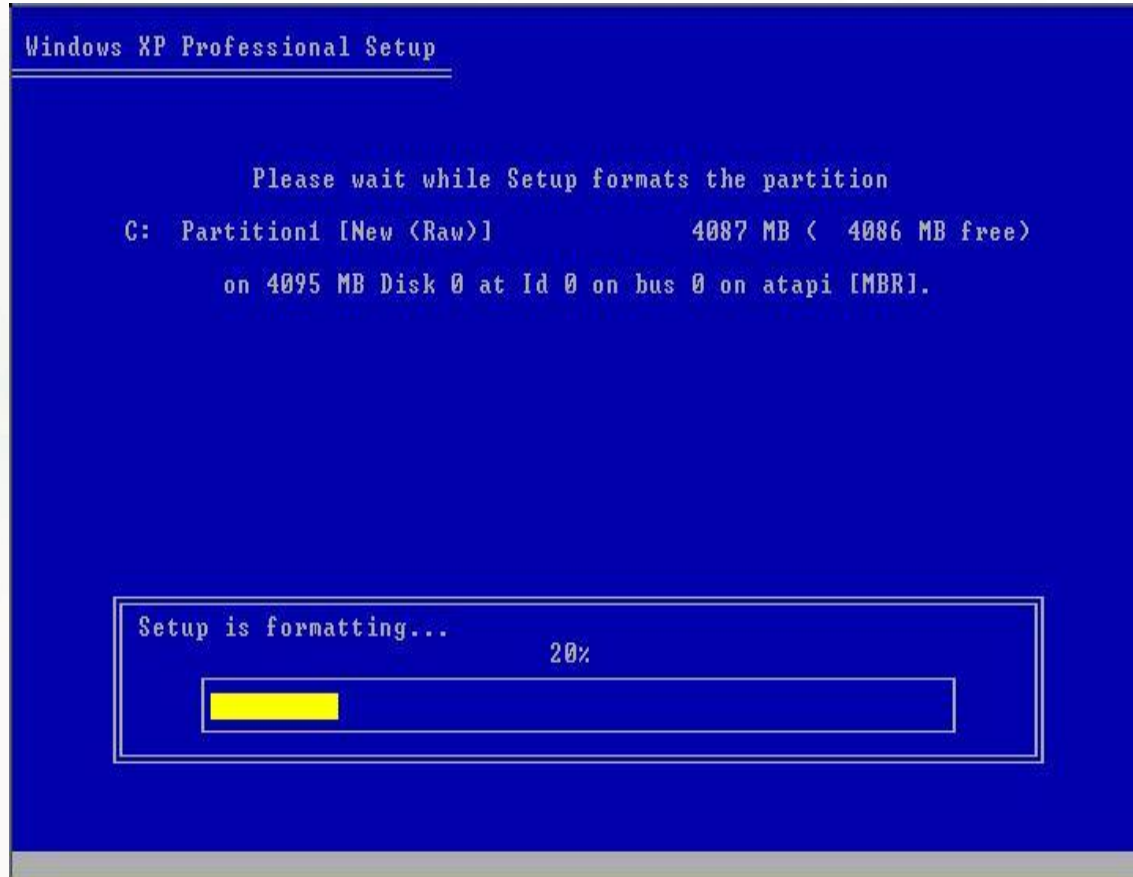 Windows XP Professional Setup
Please wait while Setup formats the partition
C:  Partition1 [New (Raw)]                 4087 MB (  4086 MB free)
on 4095 MB Disk 0 at Id 0 on bus 0 on atapi [MBR].
Setup is formatting...
20%